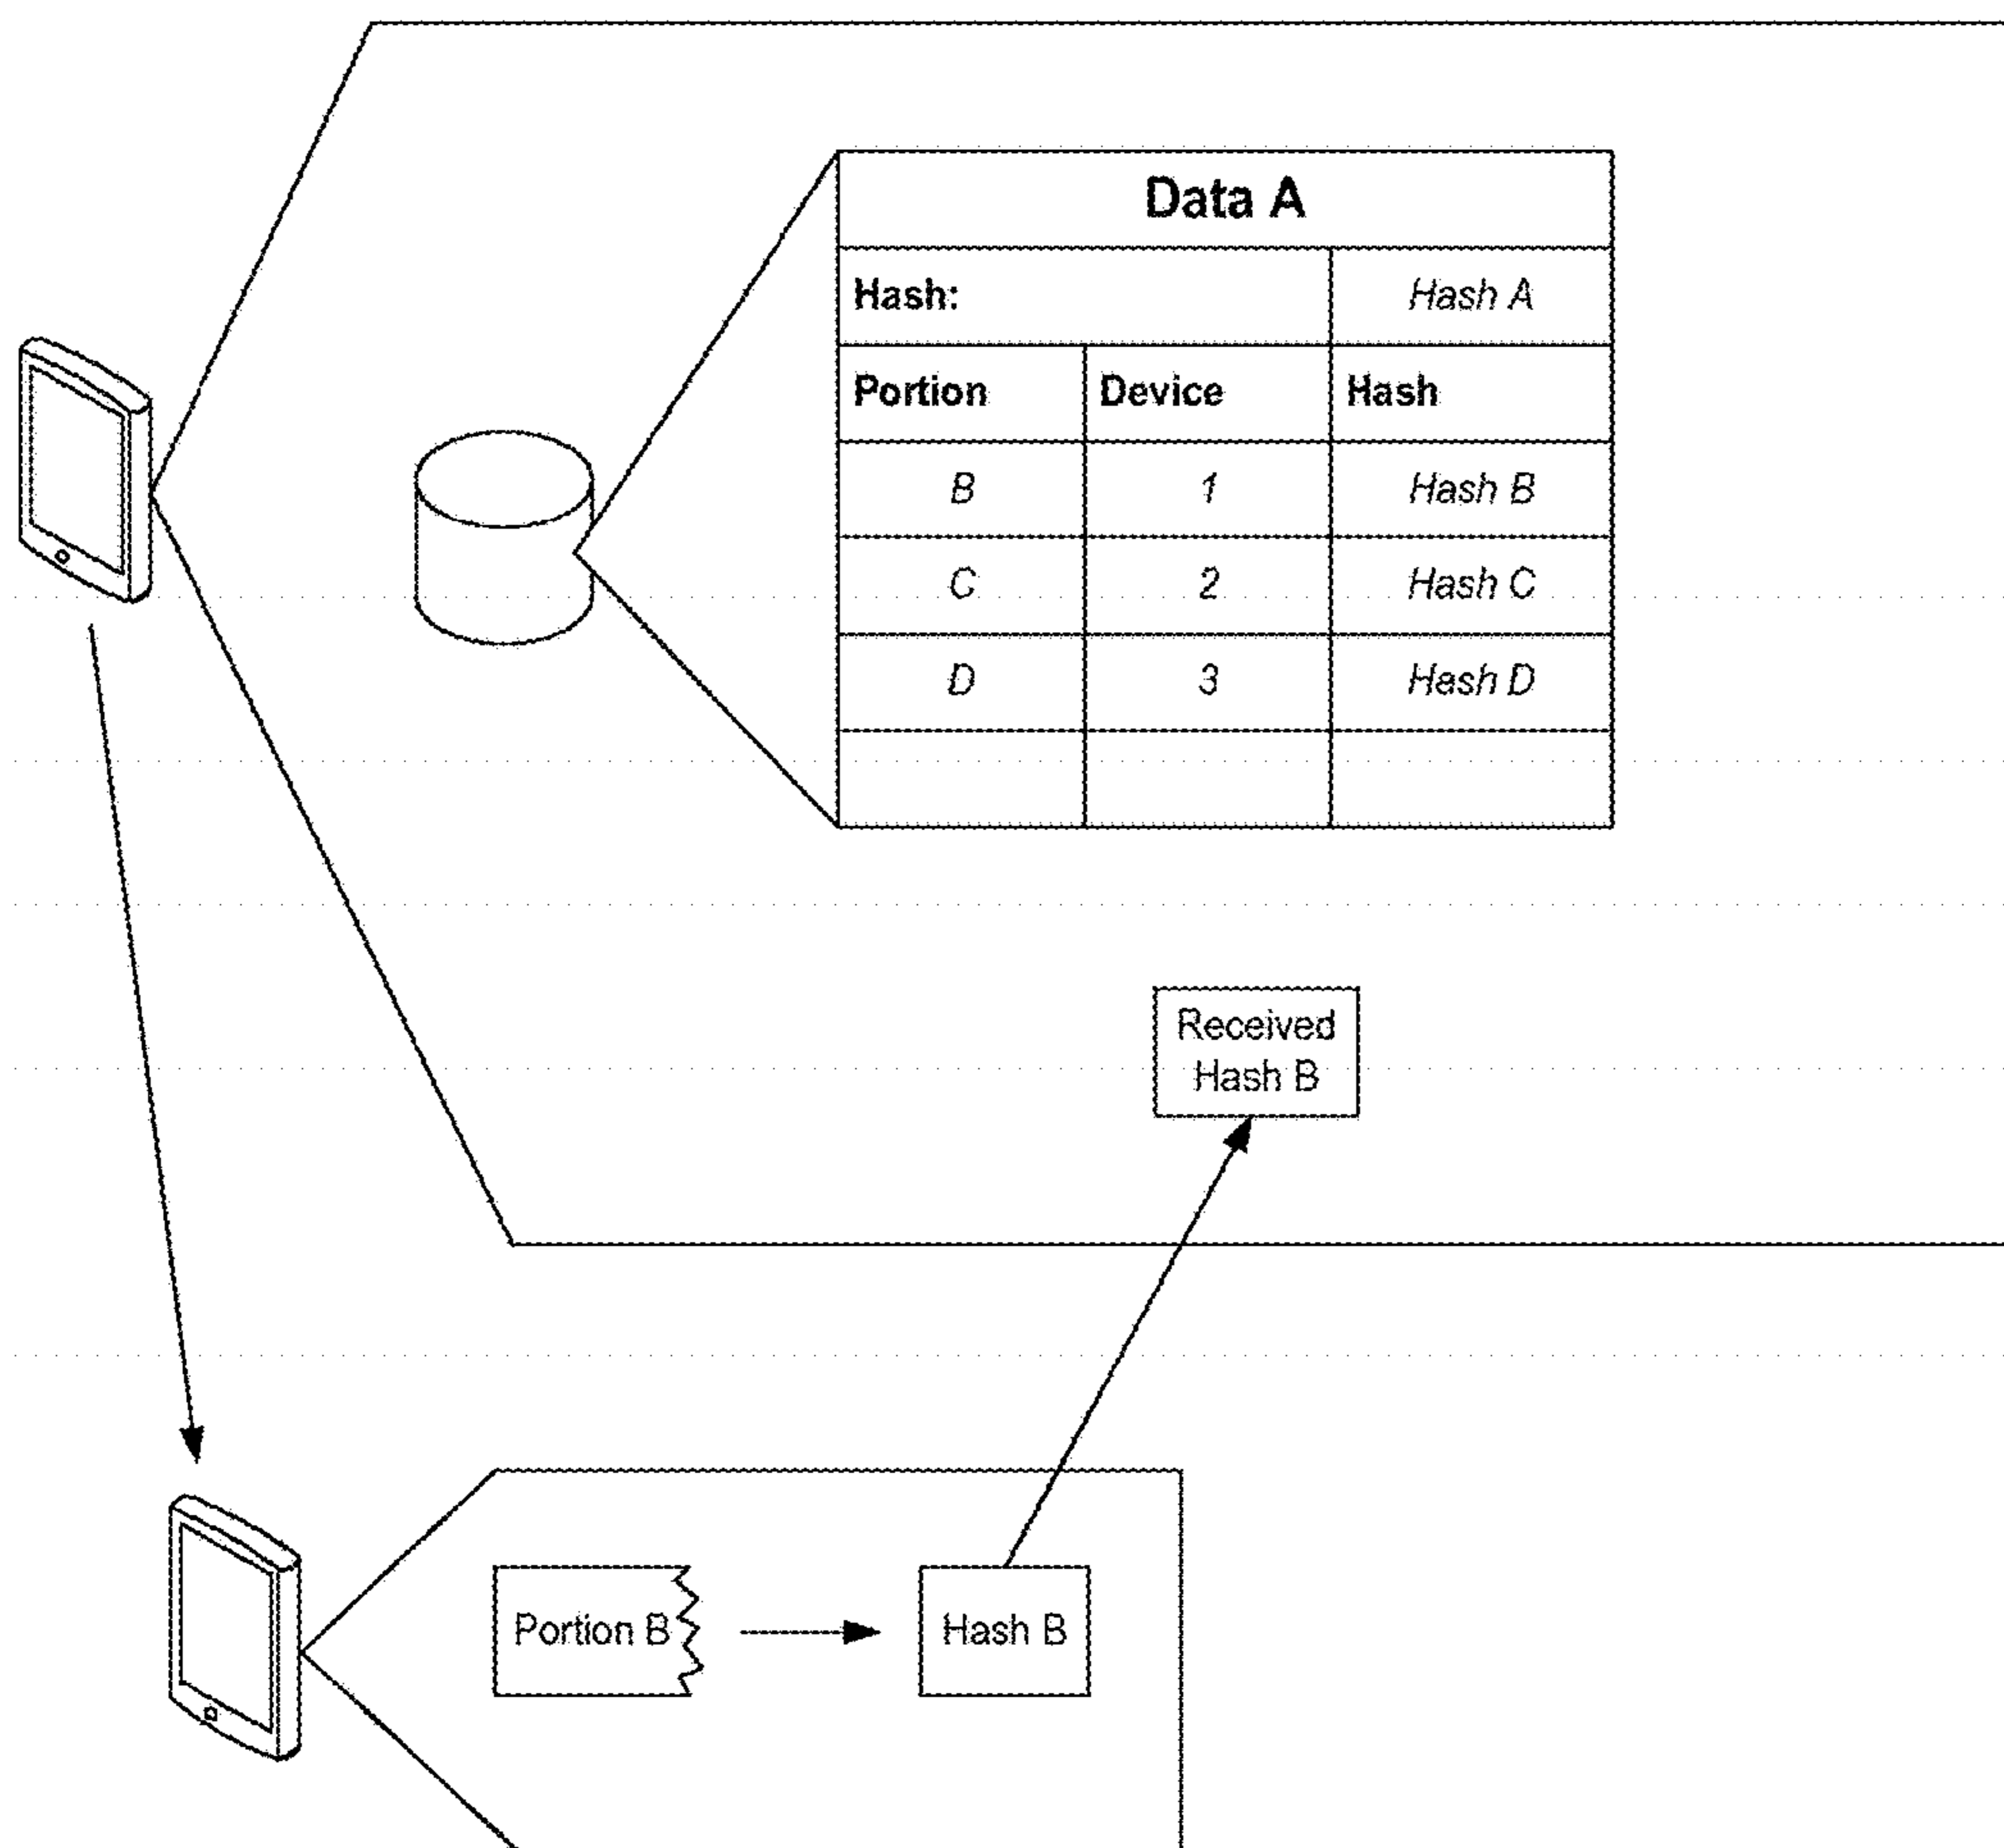 Data A
Hash: Hash A
Portion Device Hash
B 1 Hash B
C 2 Hash C
D 3 Hash D
Received
Hash B
Portion B Hash B